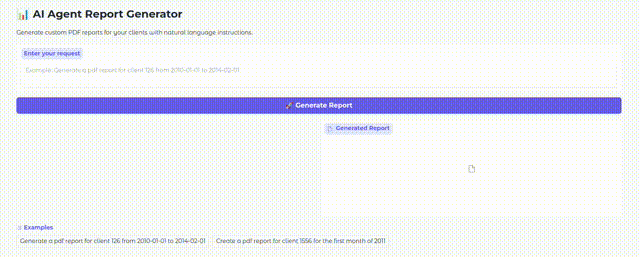 📊 AI Agent Report Generator
Generate custom PDF reports for your clients with natural language instructions.
Enter your request
Example: Generate a pdf report for client 126 from 2010-01-01 to 2014-02-01
🚀 Generate Report
Generated Report
Examples
Generate a pdf report for client 126 from 2010-01-01 to 2014-02-01
Create a pdf report for client 1556 for the first month of 2011